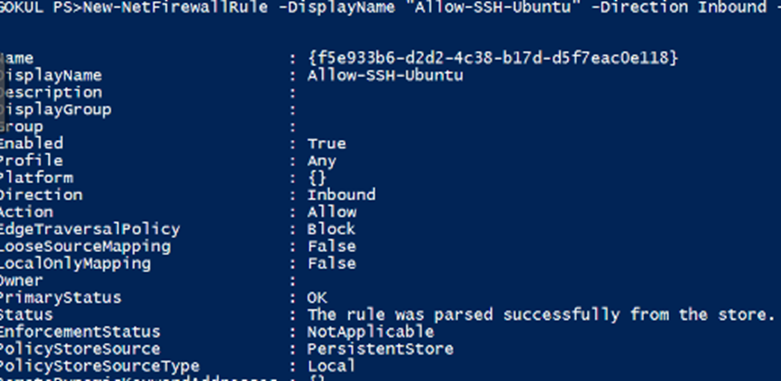 GOKUL PS>New-NetFirewallRule -DisplayName "Allow-SSH-Ubuntu" -Direction Inbound -
Name : {f5e933b6-d2d2-4c38-b17d-d5f7eac0e118}
DisplayName : Allow-SSH-Ubuntu
Description :
DisplayGroup :
Group :
Enabled : True
Profile : Any
Platform : {}
Direction : Inbound
Action : Allow
EdgeTraversalPolicy : Block
LooseSourceMapping : False
LocalOnlyMapping : False
Owner :
PrimaryStatus : OK
Status : The rule was parsed successfully from the store.
EnforcementStatus : NotApplicable
PolicyStoreSource : PersistentStore
PolicyStoreSourceType : Local
RemoteDynamicKeywordAddresses : {}